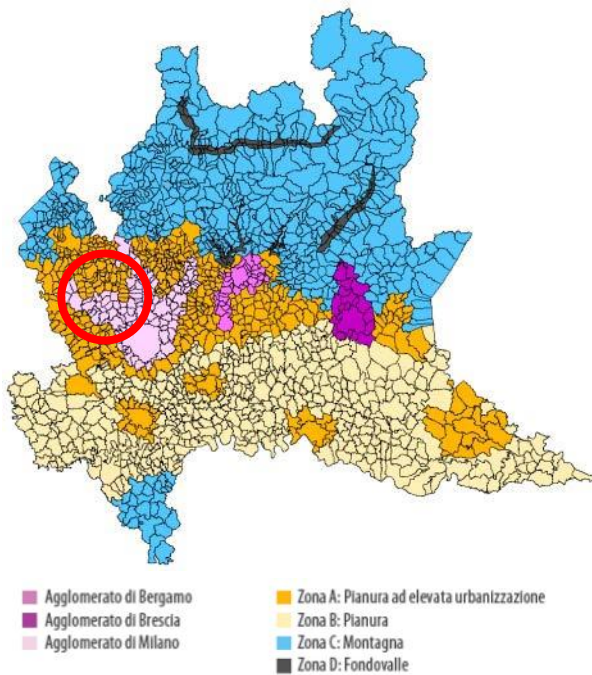 Agglomerato di Bergamo
Agglomerato di Brescia
Agglomerato di Milano
Zona A: Pianura ad elevata urbanizzazione
Zona B: Pianura
Zona C: Montagna
Zona D: Fondovalle